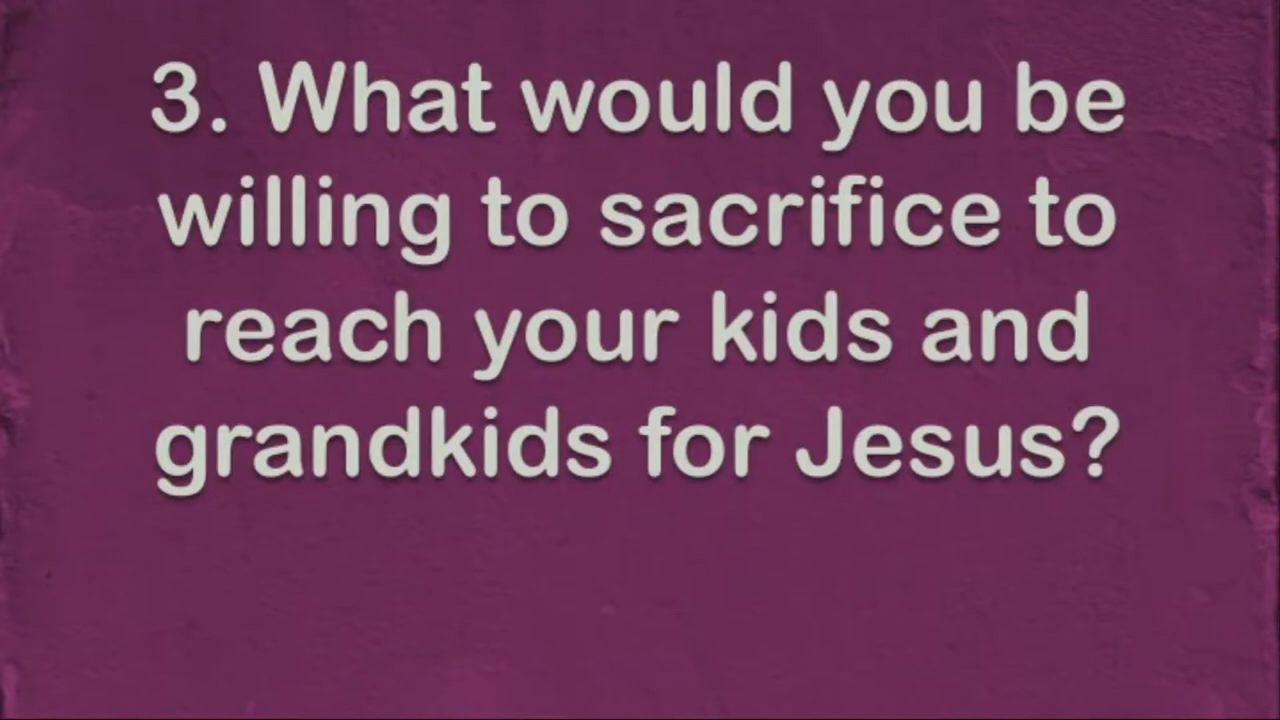 3. What would you be
willing to sacrifice to
reach your kids and
grandkids for Jesus?